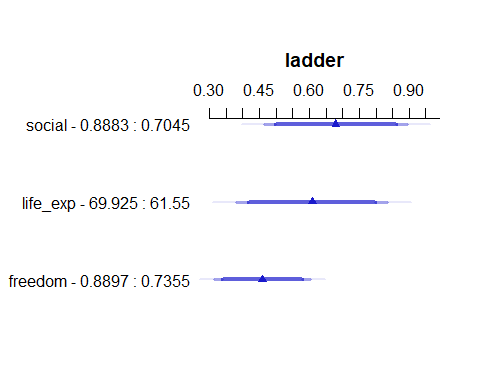 ladder
0.30 0.45 0.60 0.75 0.90
social - 0.8883 : 0.7045
life_exp - 69.925 : 61.55
freedom - 0.8897 : 0.7355